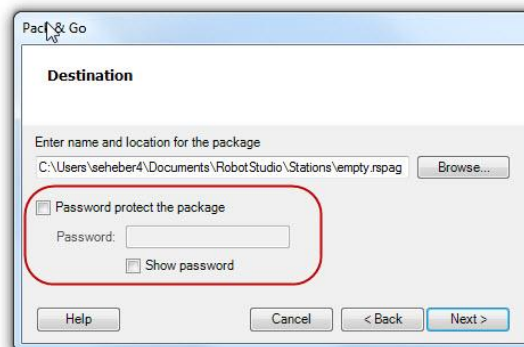 Pack & Go
Destination
Enter name and location for the package
C:\Users\seheber4\Documents\RobotStudio\Stations\empty.rspag
Browse...
Password protect the package
Password:
Show password
Help
Cancel
< Back
Next >